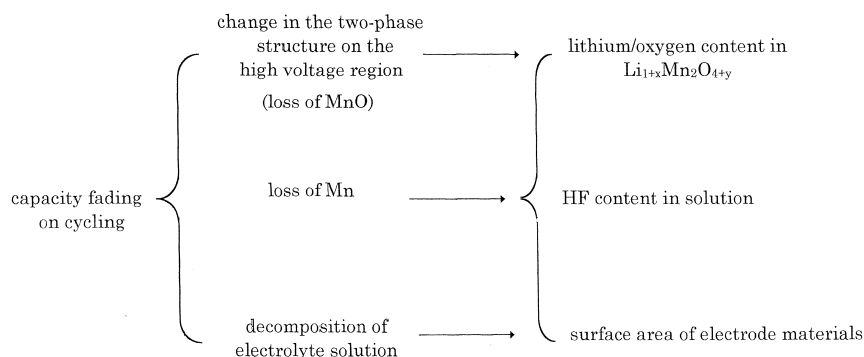 change in the two-phase
structure on the
high voltage region
(loss of MnO)
lithium/oxygen content in
Li₁₊ₓMn₂O₄₊ᵧ
capacity fading
on cycling
loss of Mn
HF content in solution
decomposition of
electrolyte solution
surface area of electrode materials